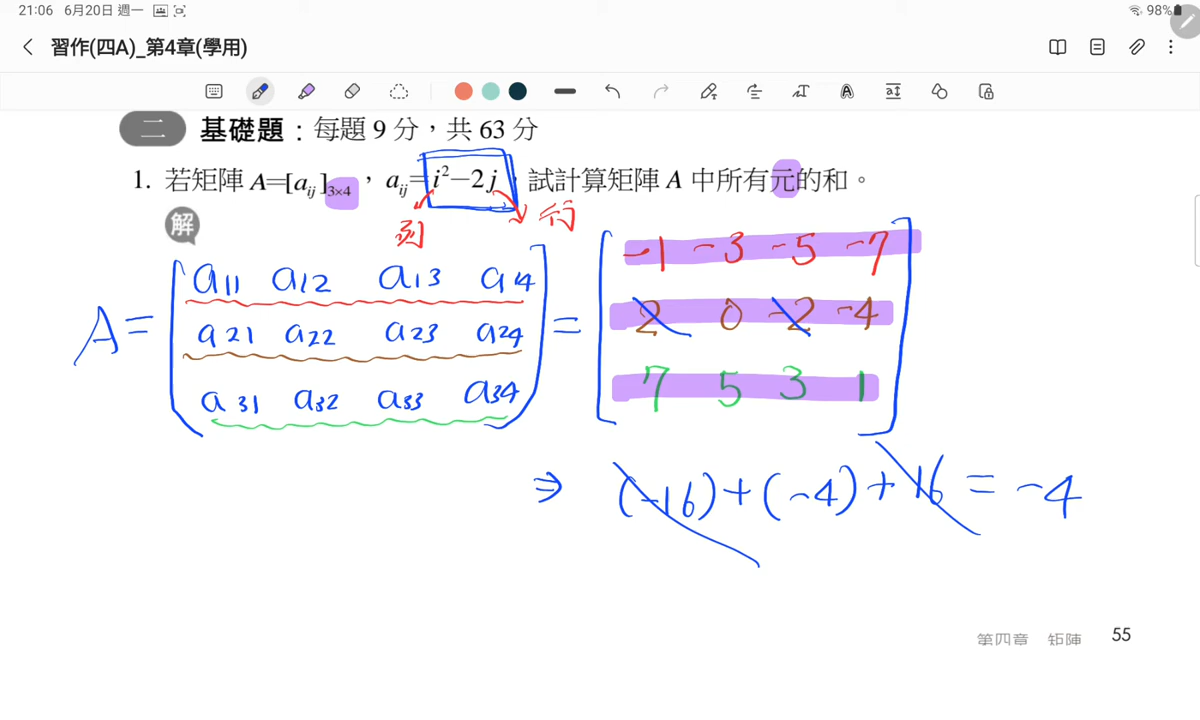 21:06 6月20日 週一 98%
習作(四A)_第4章(學用)
二 基礎題：每題 9 分，共 63 分
1. 若矩陣 A=[aij]3×4，aij=i²−2j，試計算矩陣 A 中所有元的和。
解
列 行
A = [ a11 a12 a13 a14 ] = [ -1 -3 -5 -7 ]
a21 a22 a23 a24 2 0 -2 -4
a31 a32 a33 a34 7 5 3 1
⇒ (-16)+(-4)+16 = -4
第四章 矩陣 55